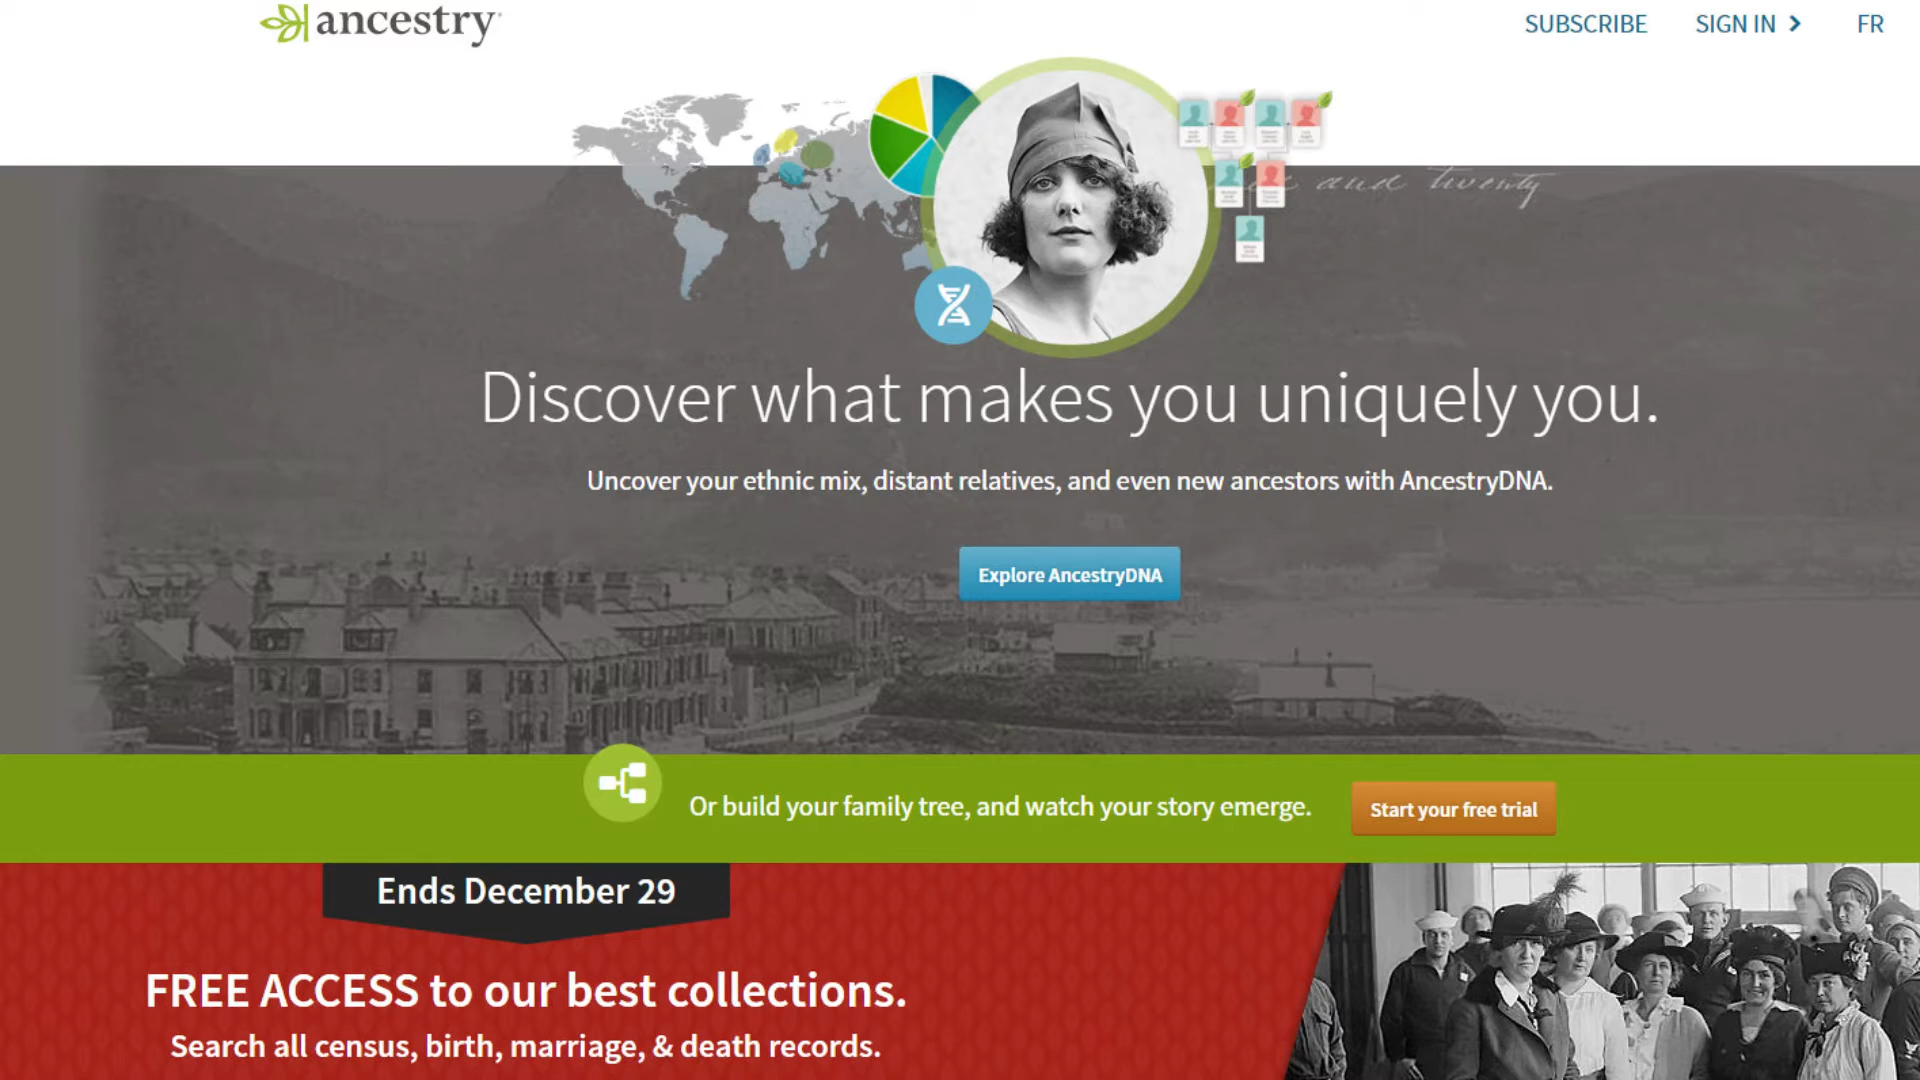 ancestry
SUBSCRIBE
SIGN IN
FR
and twenty
Discover what makes you uniquely you.
Uncover your ethnic mix, distant relatives, and even new ancestors with AncestryDNA.
Explore AncestryDNA
Or build your family tree, and watch your story emerge.
Start your free trial
Ends December 29
FREE ACCESS to our best collections.
Search all census, birth, marriage, & death records.